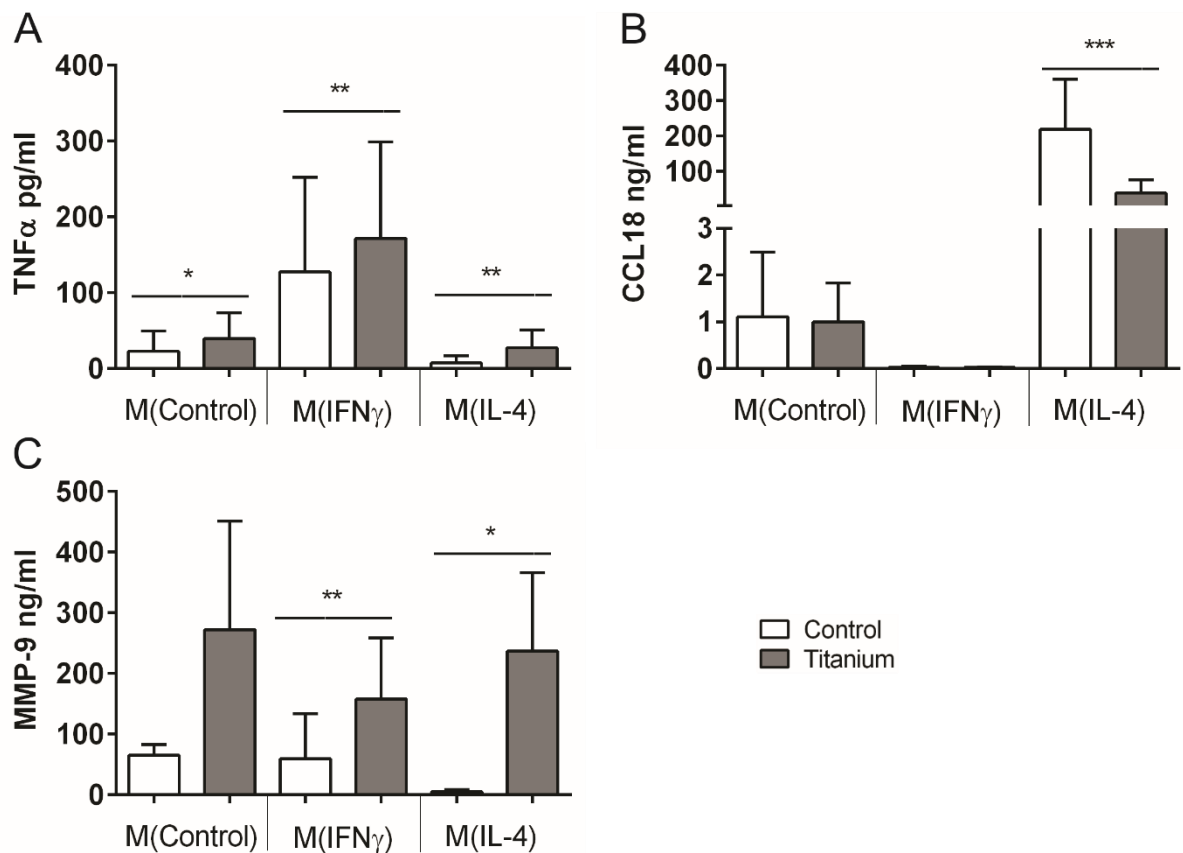 A
TNFα pg/ml
400
300
200
100
0
**
*
**
M(Control) M(IFNγ) M(IL-4)
B
CCL18 ng/ml
400
300
200
100
3
2
1
0
***
M(Control) M(IFNγ) M(IL-4)
C
MMP-9 ng/ml
500
400
300
200
100
0
*
**
M(Control) M(IFNγ) M(IL-4)
Control
Titanium